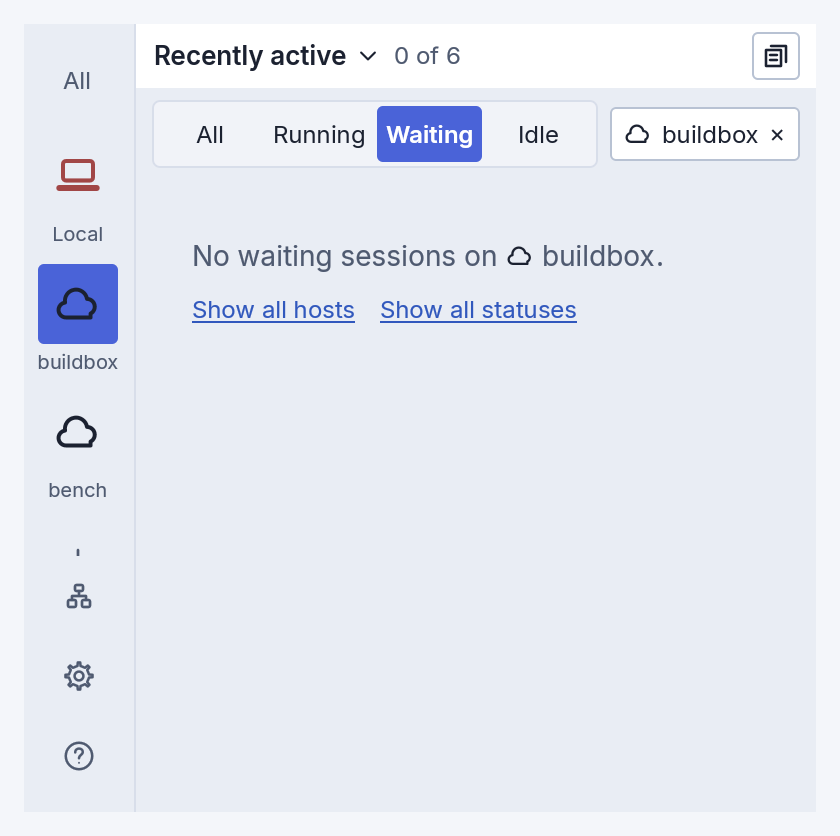 All
Local
buildbox
bench
Recently active 0 of 6
All Running Waiting Idle buildbox ×
No waiting sessions on buildbox.
Show all hosts Show all statuses